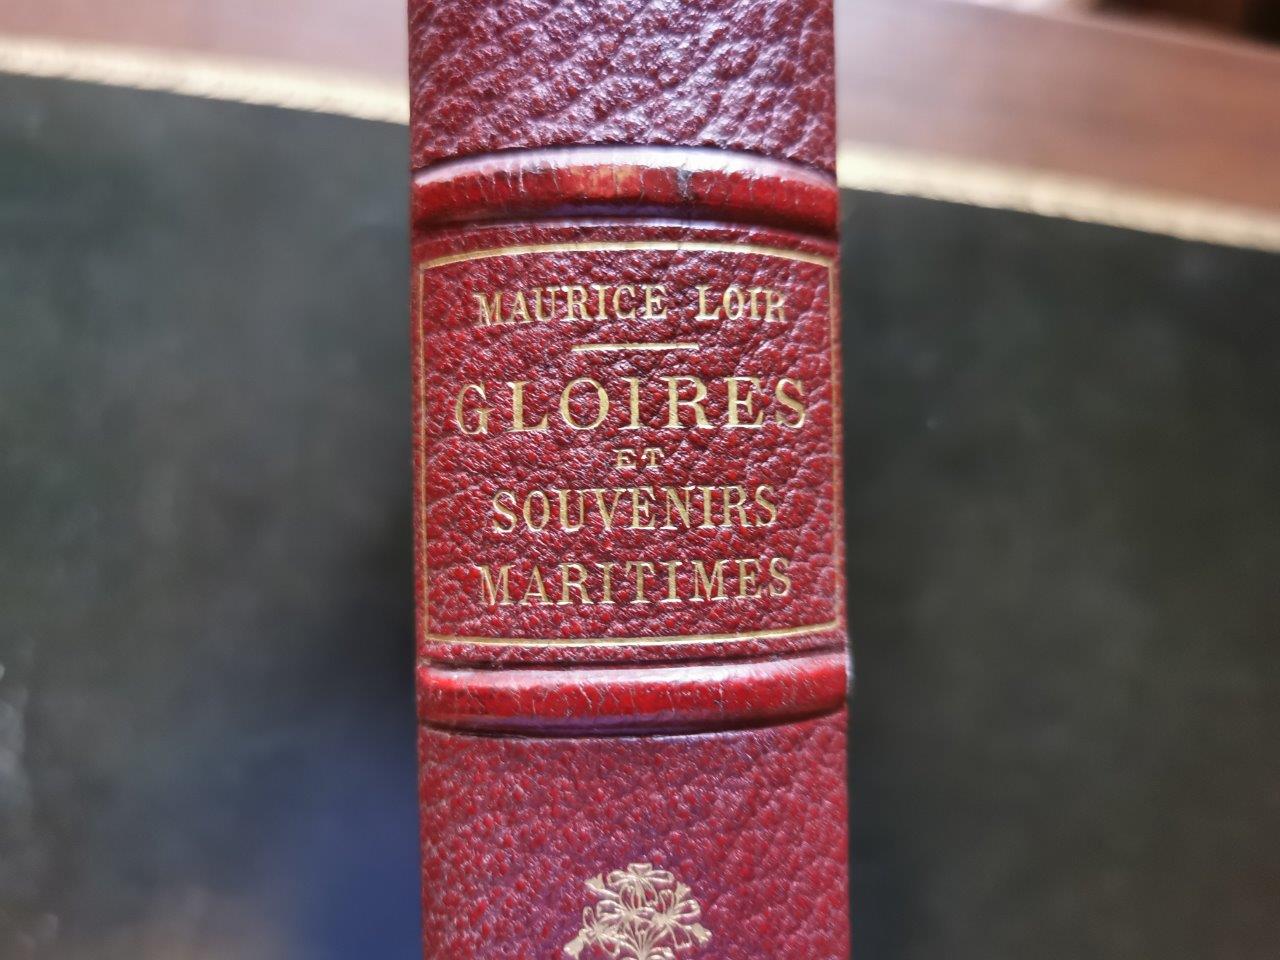 MAURICE LOIR
GLOIRES
ET
SOUVENIRS
MARITIMES